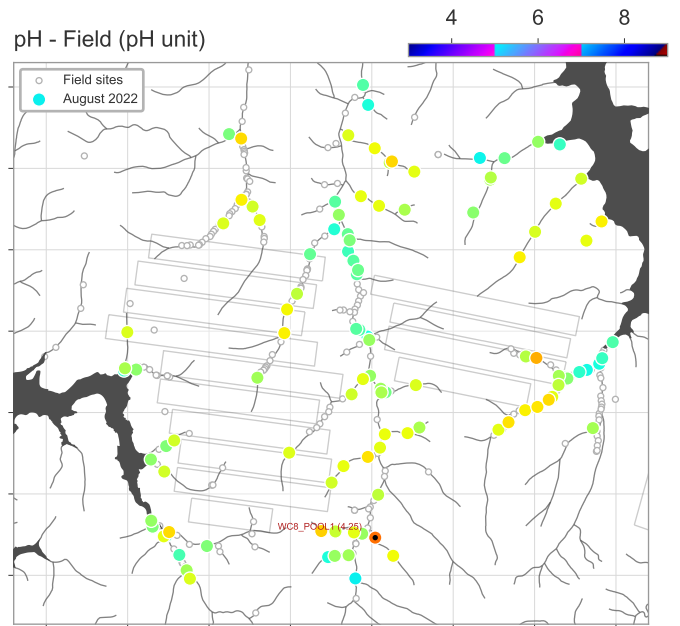 pH - Field (pH unit)
4 6 8
Field sites
August 2022
WC8_POOL1 (4-25)